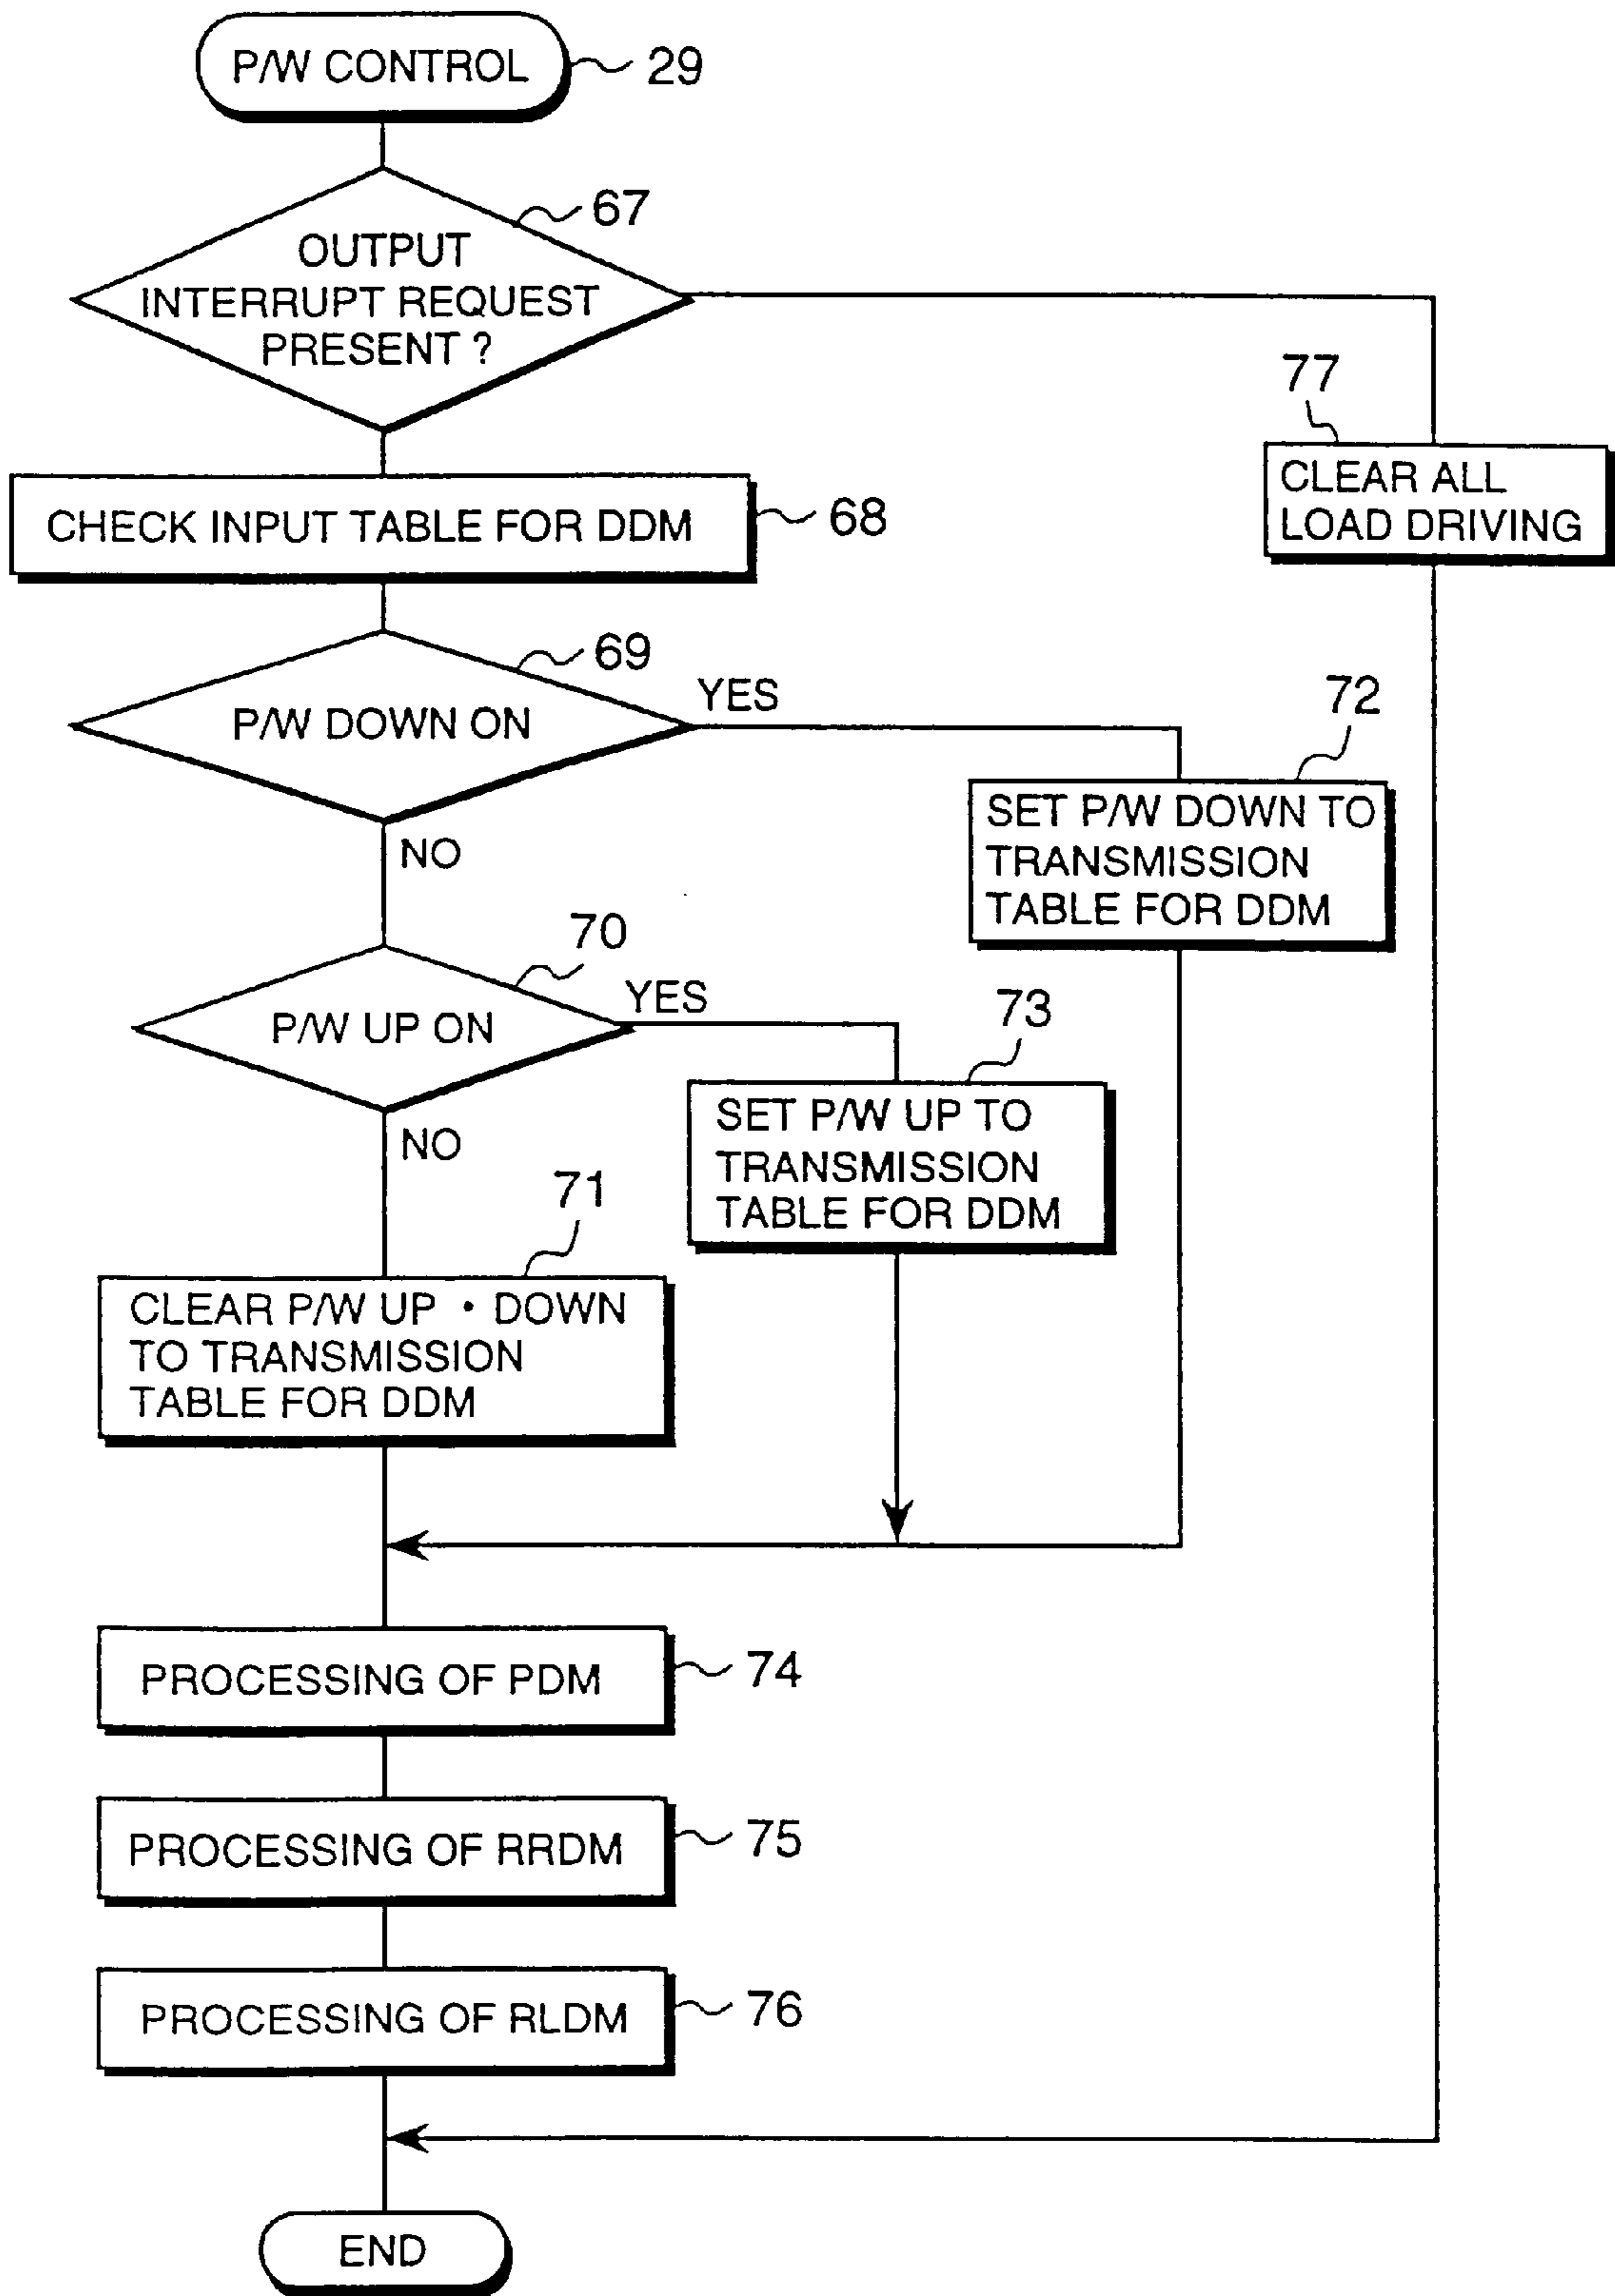 P/W CONTROL
29
67
OUTPUT
INTERRUPT REQUEST
PRESENT ?
77
CLEAR ALL
LOAD DRIVING
CHECK INPUT TABLE FOR DDM
68
69
P/W DOWN ON
YES
NO
72
SET P/W DOWN TO
TRANSMISSION
TABLE FOR DDM
70
P/W UP ON
YES
NO
73
SET P/W UP TO
TRANSMISSION
TABLE FOR DDM
71
CLEAR P/W UP • DOWN
TO TRANSMISSION
TABLE FOR DDM
PROCESSING OF PDM
74
PROCESSING OF RRDM
75
PROCESSING OF RLDM
76
END